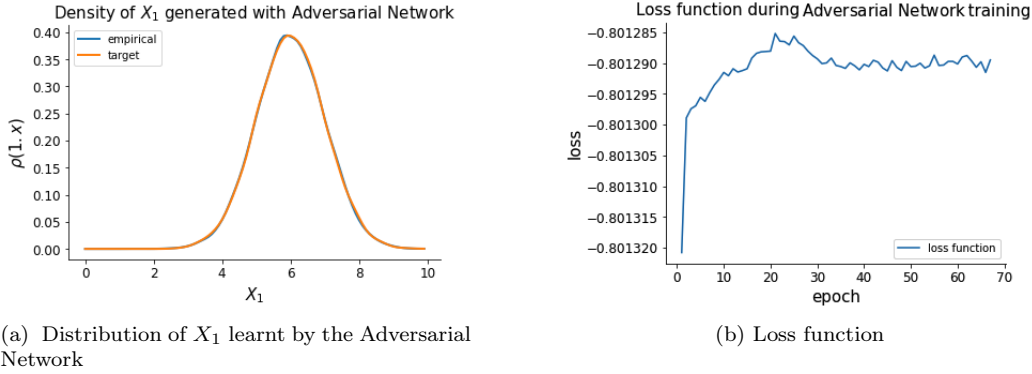 Density of X₁ generated with Adversarial Network
0.40
0.35
0.30
0.25
0.20
0.15
0.10
0.05
0.00
ρ(1, x)
empirical
target
0 2 4 6 8 10
X₁
(a) Distribution of X₁ learnt by the Adversarial
Network
Loss function during Adversarial Network training
−0.801285
−0.801290
−0.801295
−0.801300
−0.801305
−0.801310
−0.801315
−0.801320
loss
loss function
0 10 20 30 40 50 60 70
epoch
(b) Loss function